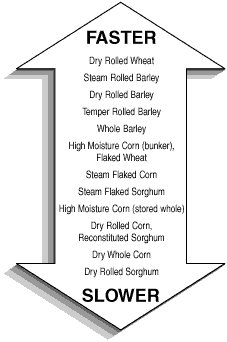 FASTER
Dry Rolled Wheat
Steam Rolled Barley
Dry Rolled Barley
Temper Rolled Barley
Whole Barley
High Moisture Corn (bunker),
Flaked Wheat
Steam Flaked Corn
Steam Flaked Sorghum
High Moisture Corn (stored whole)
Dry Rolled Corn,
Reconstituted Sorghum
Dry Whole Corn
Dry Rolled Sorghum
SLOWER